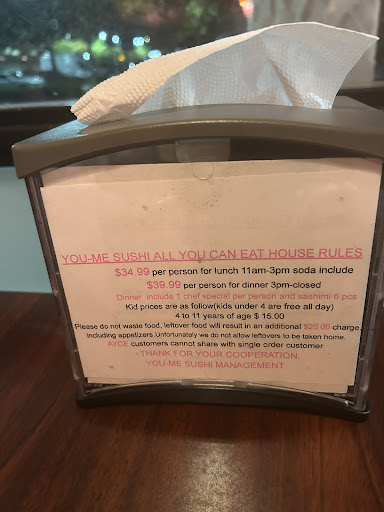 YOU-ME SUSHI ALL YOU CAN EAT HOUSE RULES
$34.99 per person for lunch 11am-3pm soda include
$39.99 per person for dinner 3pm-closed
Dinner include 1 chef special per person and sashimi 6 pcs
Kid prices are as follow(kids under 4 are free all day)
4 to 11 years of age $ 15.00
Please do not waste food, leftover food will result in an additional $20.00 charge,
Including appetizers.Unfortunately we do not allow leftovers to be taken home.
AYCE customers cannot share with single order customer
THANK FOR YOUR COOPERATION,
YOU-ME SUSHI MANAGEMENT